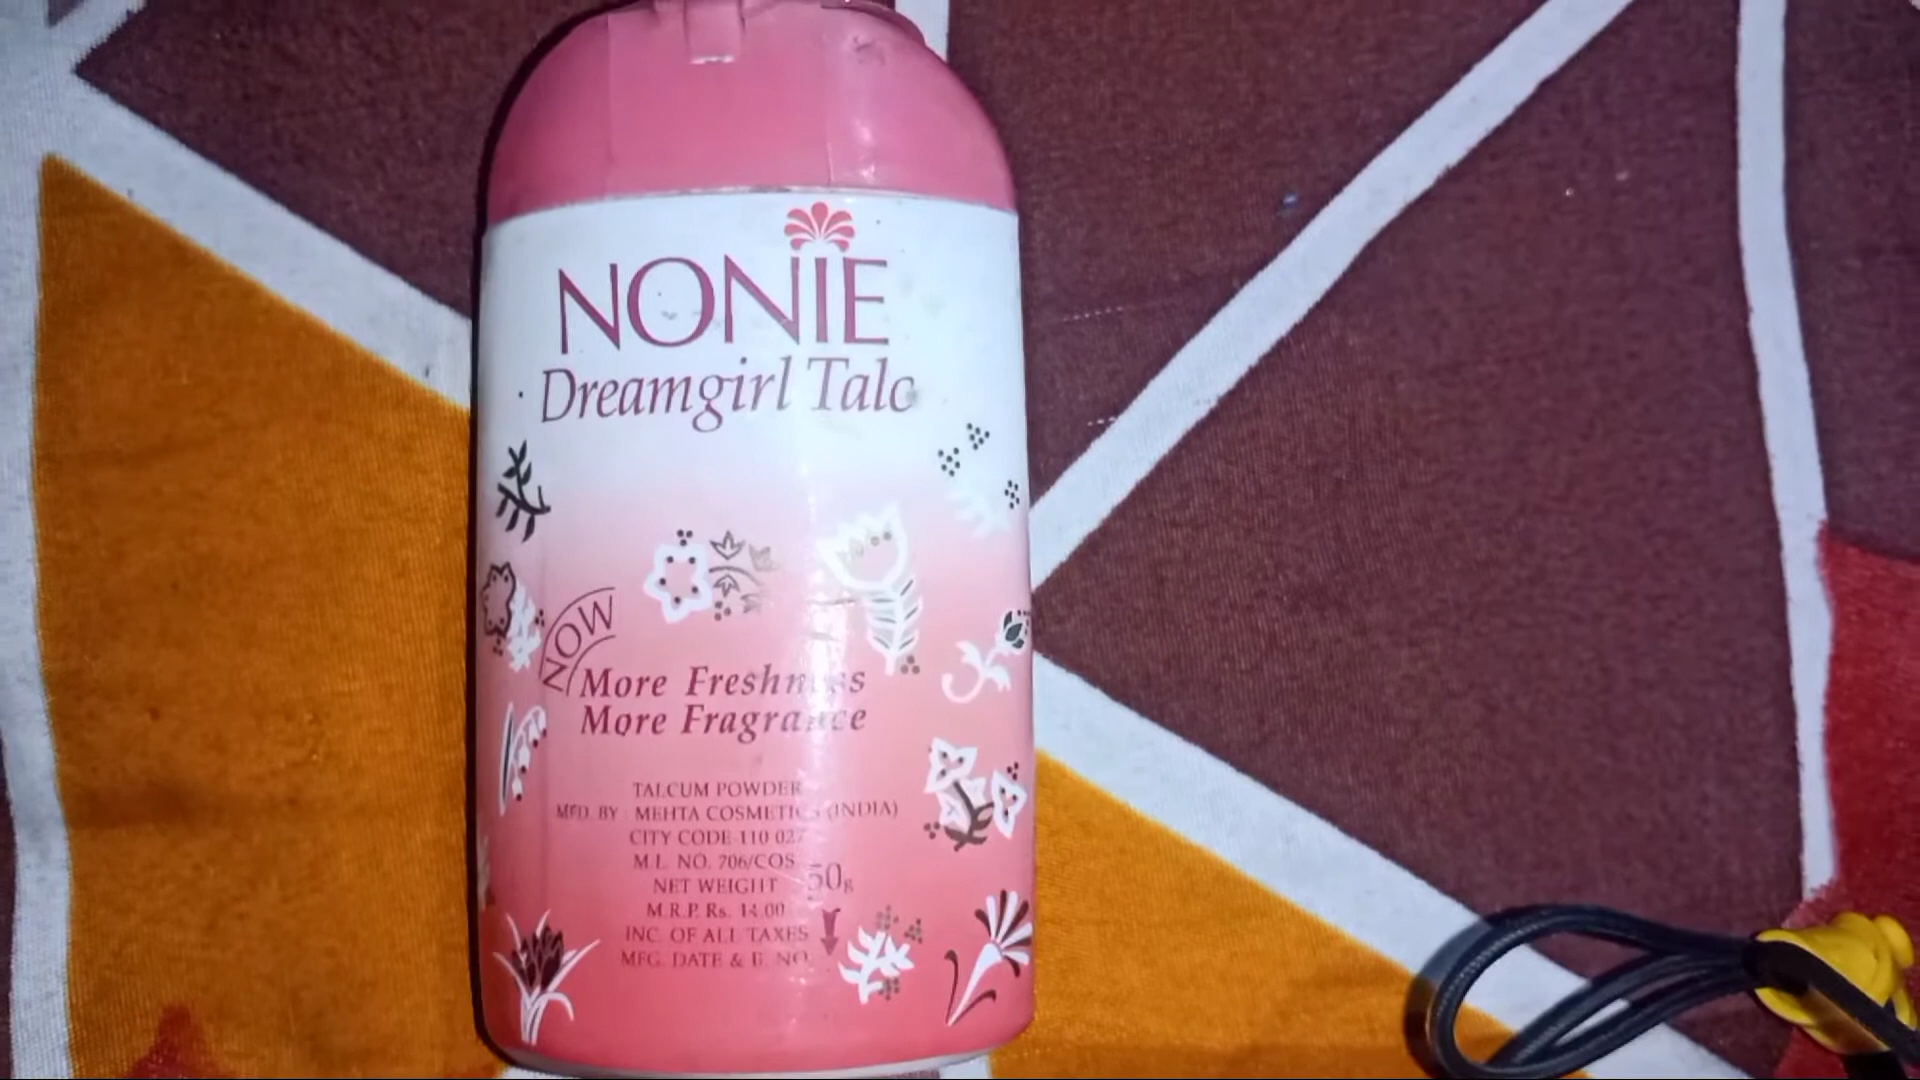 NONIE
Dreamgirl Talc
NOW
More Freshness
More Fragrance
TALCUM POWDER
MFD. BY MEHTA COSMETICS (INDIA)
CITY CODE-110 027
M.L. NO. 706/COS
NET WEIGHT 50g
M.R.P. Rs. 14.00
INC. OF ALL TAXES
MFG. DATE & B. NO.